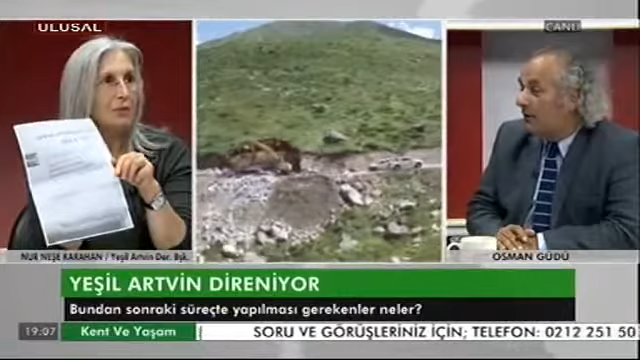 ULUSAL
CANLI
NUR NEŞE KARAHAN / Yeşil Artvin Der. Bşk.
OSMAN GÜDÜ
YEŞİL ARTVİN DİRENİYOR
Bundan sonraki süreçte yapılması gerekenler neler?
19:07 Kent Ve Yaşam SORU VE GÖRÜŞLERİNİZ İÇİN; TELEFON: 0212 251 50